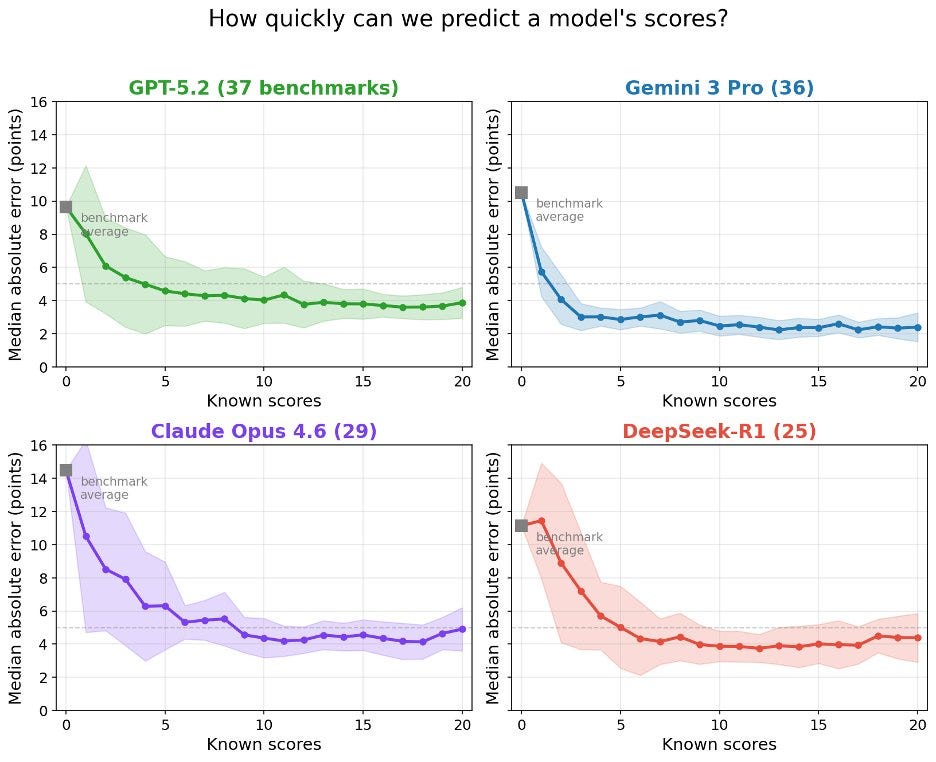 How quickly can we predict a model's scores?
GPT-5.2 (37 benchmarks)
Median absolute error (points)
16
14
12
10
8
6
4
2
0
benchmark
average
0 5 10 15 20
Known scores
Gemini 3 Pro (36)
Median absolute error (points)
benchmark
average
0 5 10 15 20
Known scores
Claude Opus 4.6 (29)
Median absolute error (points)
16
14
12
10
8
6
4
2
0
benchmark
average
0 5 10 15 20
Known scores
DeepSeek-R1 (25)
Median absolute error (points)
benchmark
average
0 5 10 15 20
Known scores